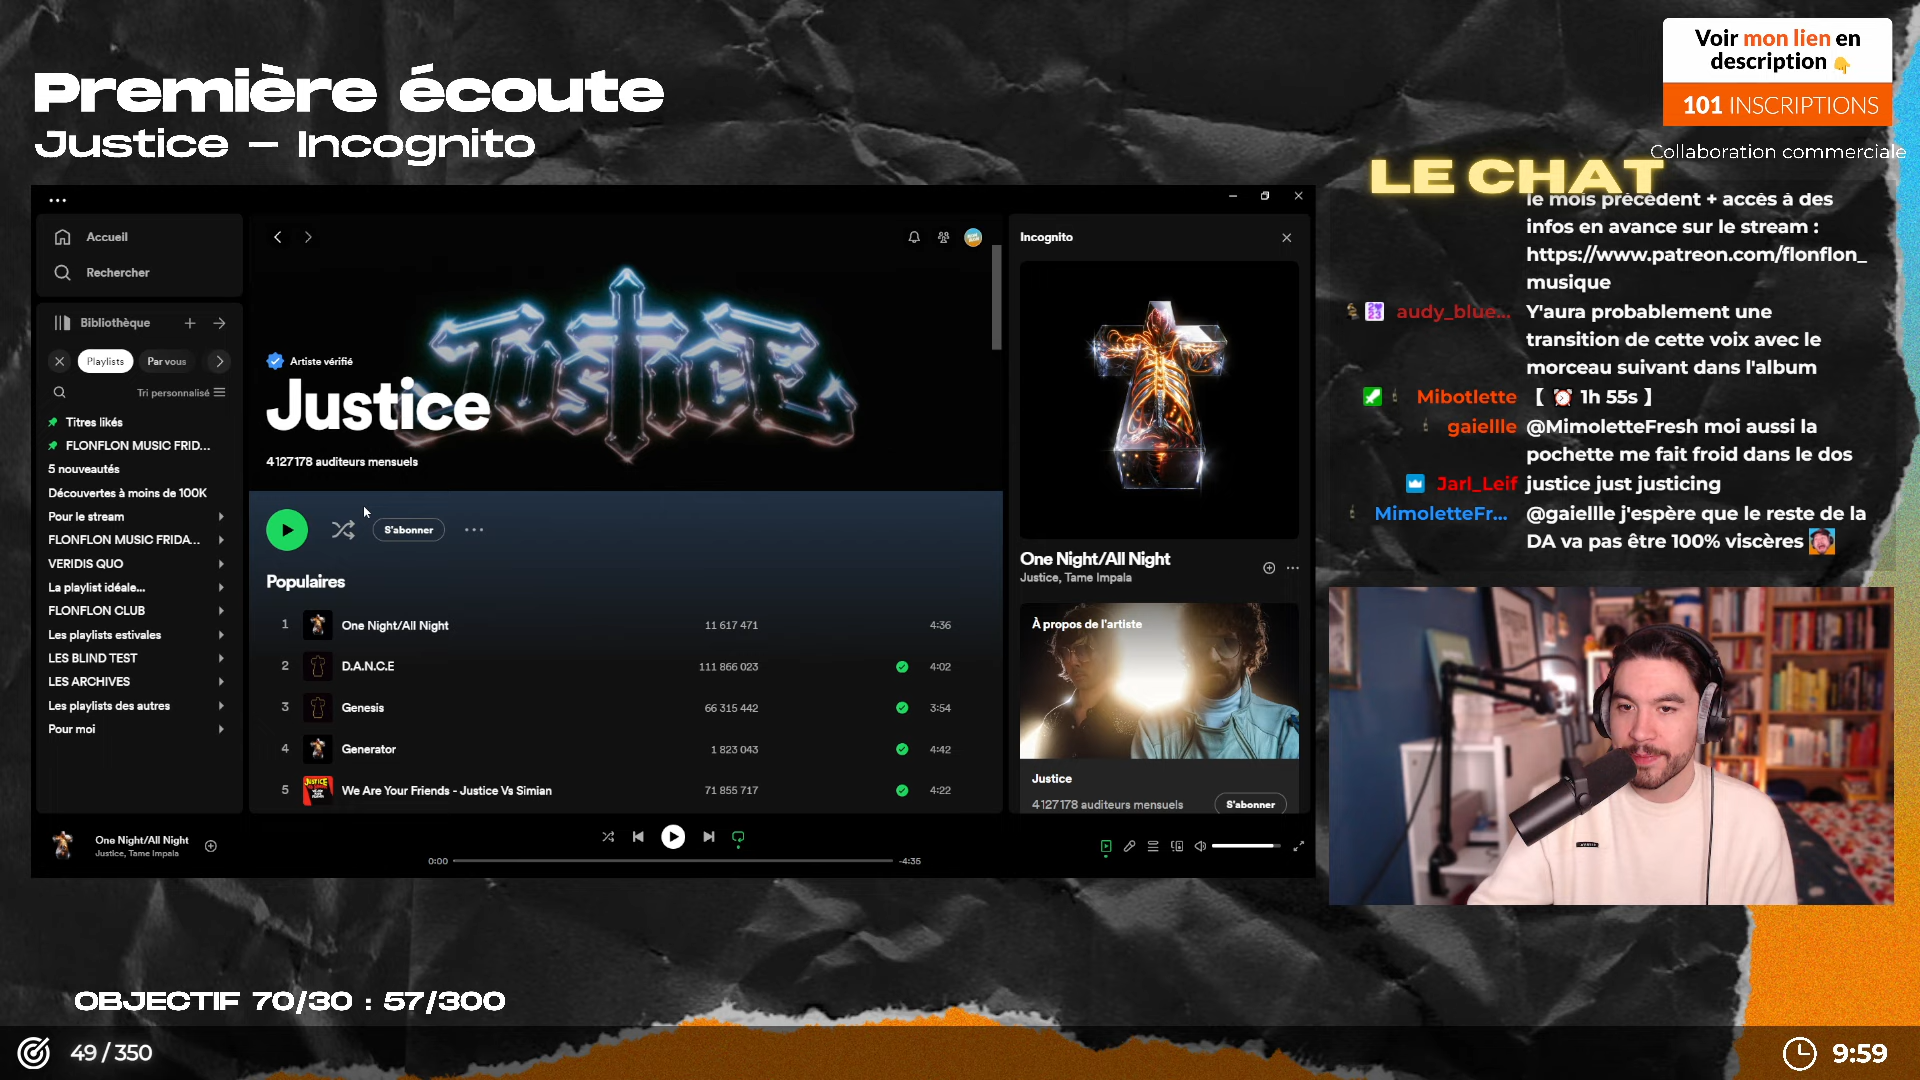 Première écoute
Justice – Incognito
Voir mon lien en
description 👇
101 INSCRIPTIONS
Collaboration commerciale
LE CHAT
Accueil
Rechercher
Bibliothèque
Playlists
Par vous
Tri personnalisé
Titres likés
FLONFLON MUSIC FRID...
5 nouveautés
Découvertes à moins de 100K
Pour le stream
FLONFLON MUSIC FRIDA...
VERIDIS QUO
La playlist idéale...
FLONFLON CLUB
Les playlists estivales
LES BLIND TEST
LES ARCHIVES
Les playlists des autres
Pour moi
JUSTICE
Artiste vérifié
Justice
4 127 178 auditeurs mensuels
S'abonner
Populaires
1 One Night/All Night 11 617 471 4:36
2 D.A.N.C.E 111 866 023 4:02
3 Genesis 66 315 442 3:54
4 Generator 1 823 043 4:42
5 We Are Your Friends - Justice Vs Simian 71 855 717 4:22
Incognito
One Night/All Night
Justice, Tame Impala
À propos de l'artiste
Justice
4 127 178 auditeurs mensuels
S'abonner
One Night/All Night
Justice, Tame Impala
0:00
-4:35
le mois précédent + accès à des
infos en avance sur le stream :
https://www.patreon.com/flonflon_
musique
audy_blue... Y'aura probablement une
transition de cette voix avec le
morceau suivant dans l'album
Mibotlette 【 ⏰ 1h 55s 】
gaiellle @MimoletteFresh moi aussi la
pochette me fait froid dans le dos
Jarl_Leif justice just justicing
MimoletteFr... @gaiellle j'espère que le reste de la
DA va pas être 100% viscères
OBJECTIF 70/30 : 57/300
49 / 350
9:59